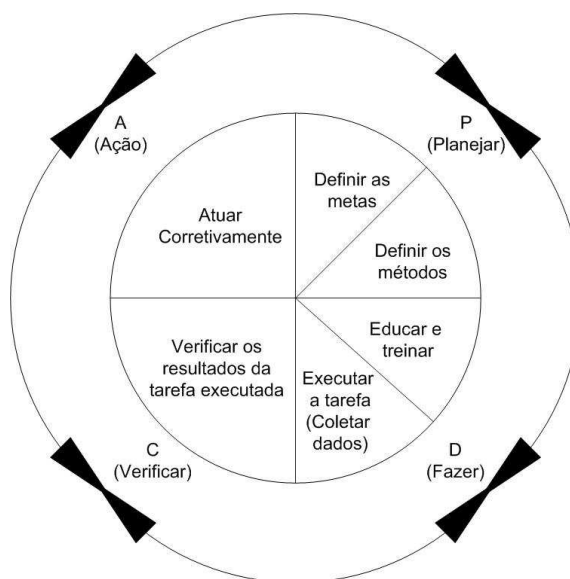 A
(Ação)
P
(Planejar)
Definir as
metas
Atuar
Corretivamente
Definir os
métodos
Educar e
treinar
Verificar os
resultados da
tarefa executada
Executar
a tarefa
(Coletar
dados)
C
(Verificar)
D
(Fazer)